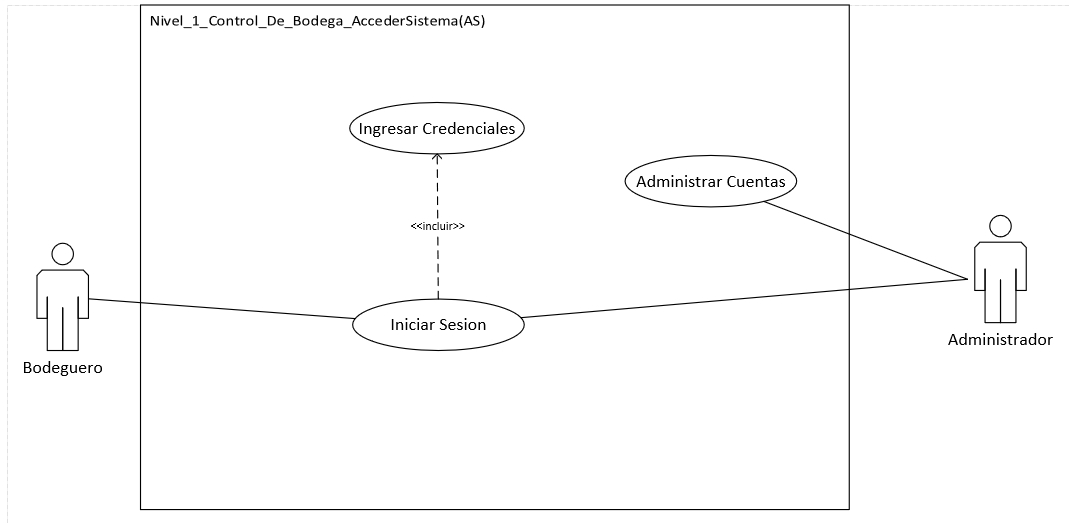 Nivel_1_Control_De_Bodega_AccederSistema(AS)
Ingresar Credenciales
Administrar Cuentas
<<incluir>>
Iniciar Sesion
Bodeguero
Administrador